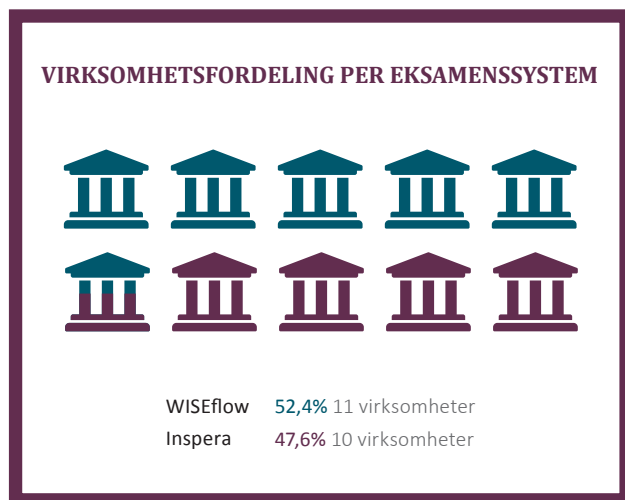 VIRKSOMHETSFORDELING PER EKSAMENSSYSTEM
WISEflow 52,4% 11 virksomheter
Inspera 47,6% 10 virksomheter